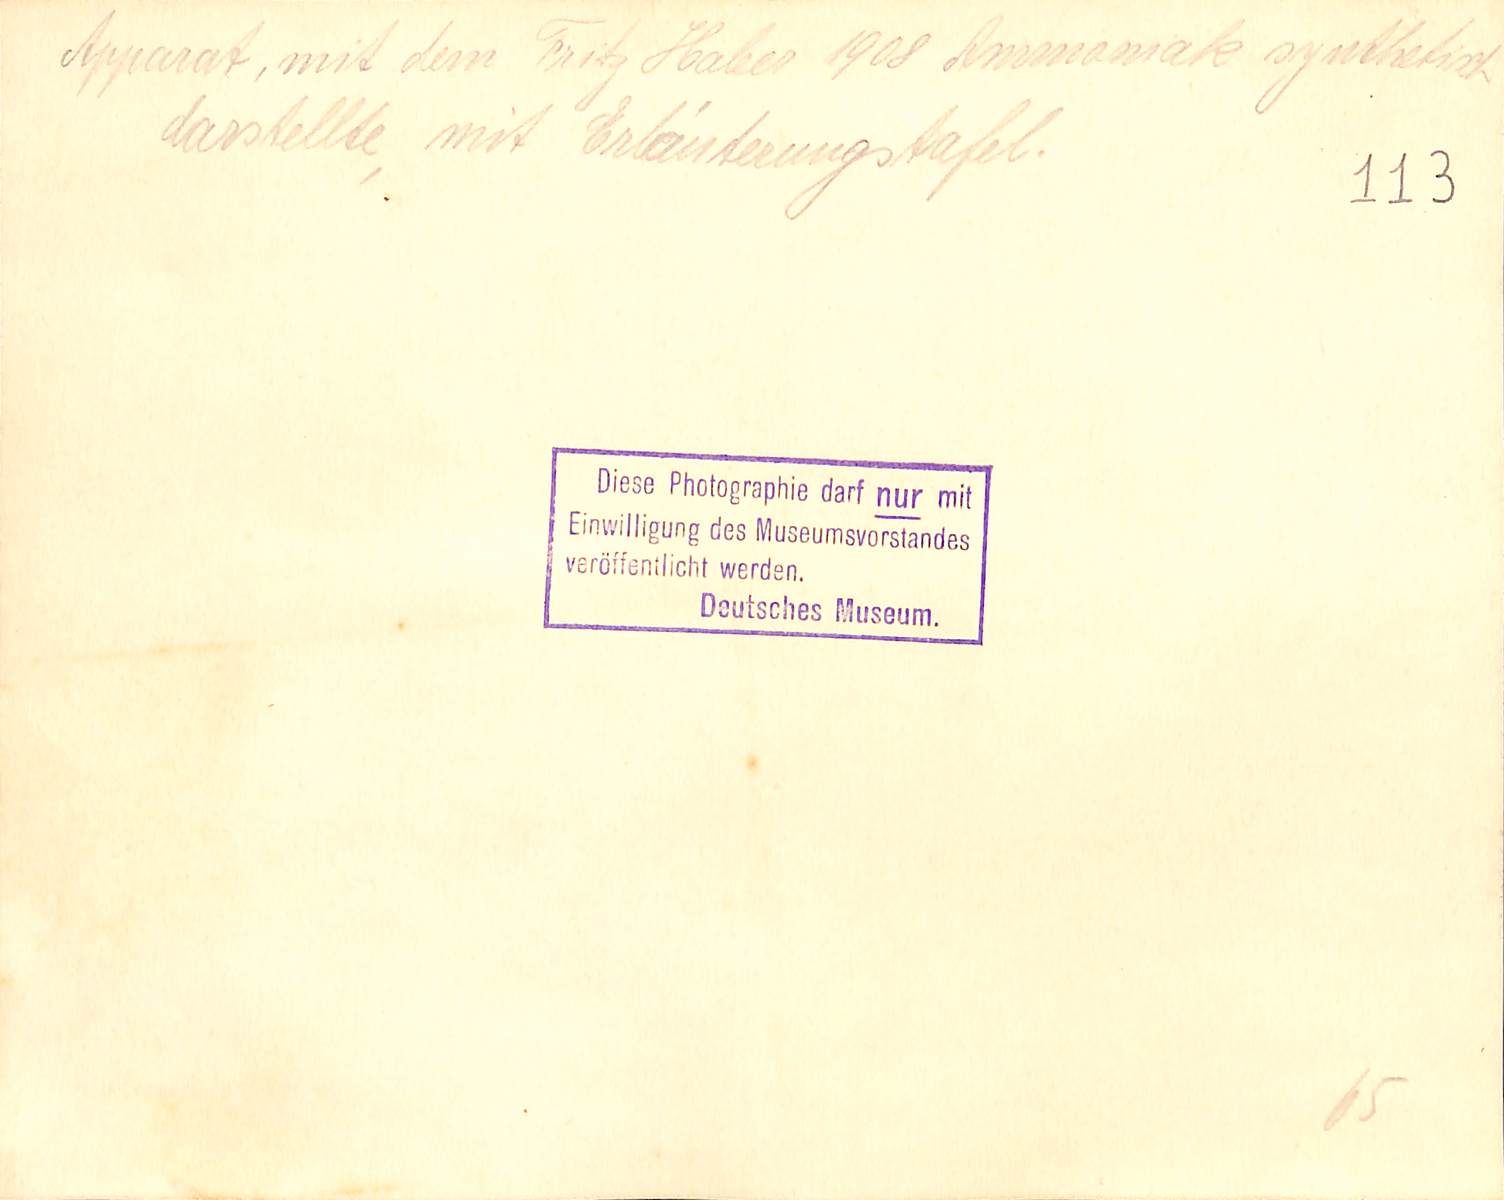 Apparat, mit dem Fritz Haber 1908 Ammoniak synthetisch
darstellte, mit Erläuterungstafel.
113
Diese Photographie darf nur mit
Einwilligung des Museumsvorstandes
veröffentlicht werden.
Deutsches Museum.
65